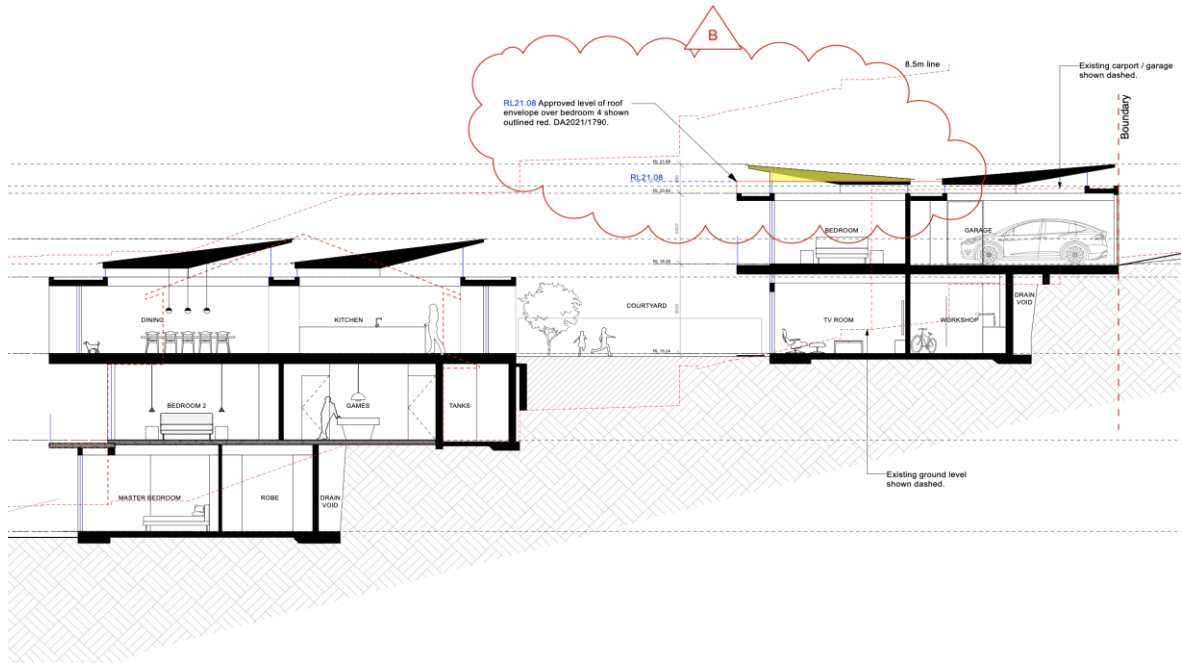 B
8.5m line
Existing carport / garage
shown dashed.
Boundary
RL21.08 Approved level of roof
envelope over bedroom 4 shown
outlined red. DA2021/1790.
RL21.08
BEDROOM
GARAGE
DINING
KITCHEN
COURTYARD
TV ROOM
WORKSHOP
DRAIN
VOID
BEDROOM 2
GAMES
TANKS
Existing ground level
shown dashed.
MASTER BEDROOM
ROBE
DRAIN
VOID